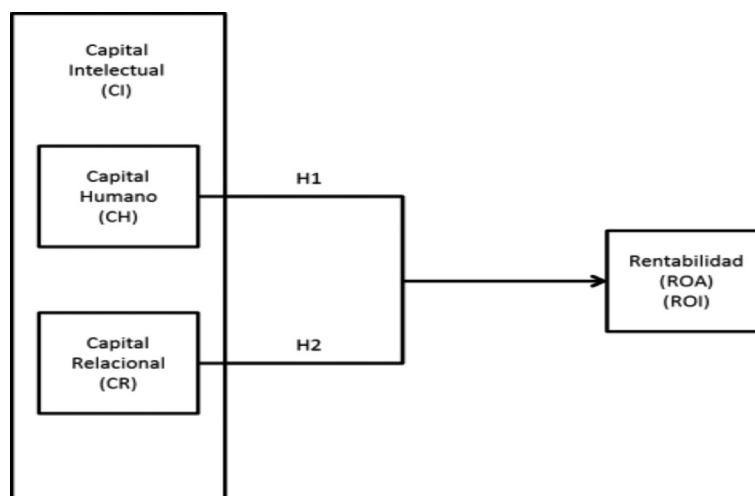 Capital
Intelectual
(CI)
Capital
Humano
(CH)
H1
Capital
Relacional
(CR)
H2
Rentabilidad
(ROA)
(ROI)